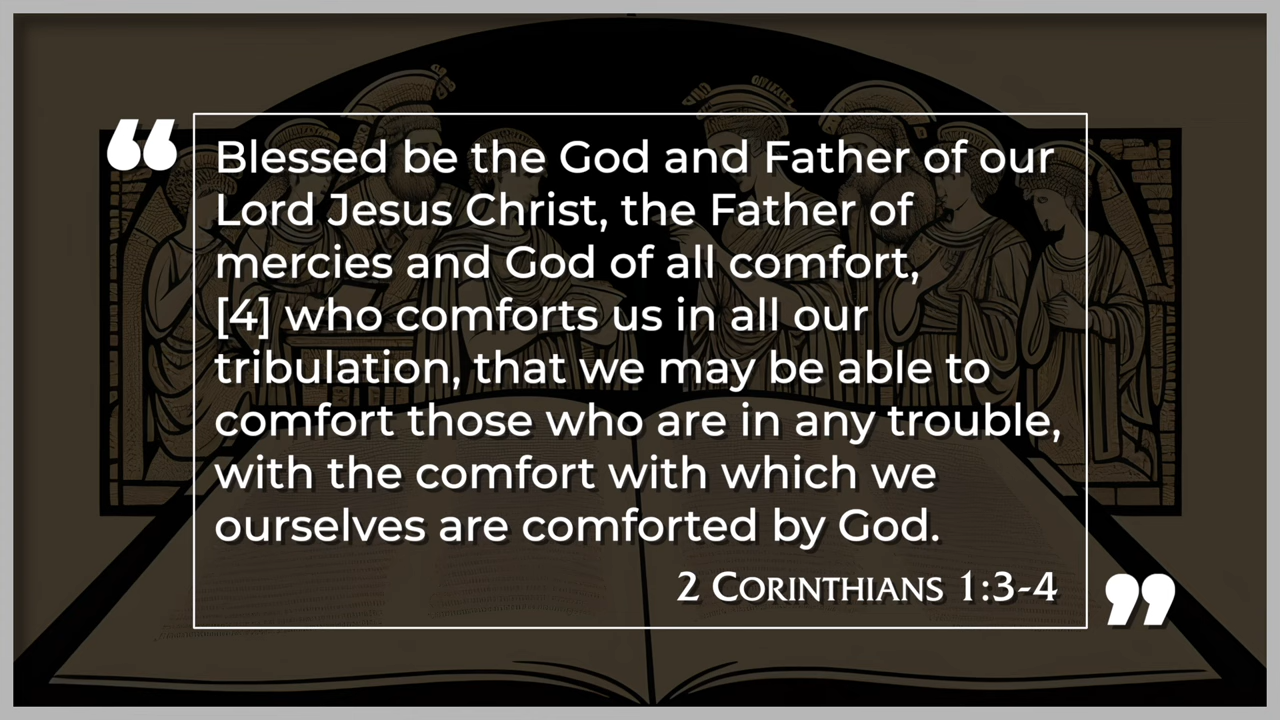 ❝
Blessed be the God and Father of our
Lord Jesus Christ, the Father of
mercies and God of all comfort,
[4] who comforts us in all our
tribulation, that we may be able to
comfort those who are in any trouble,
with the comfort with which we
ourselves are comforted by God.
2 CORINTHIANS 1:3-4
❞